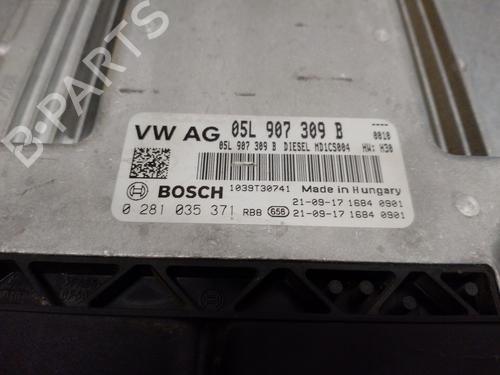 B-PARTS
VW AG 05L 907 309 B ----
05L 907 309 B DIESEL MD1CS004 0010
HW: H30
BOSCH 1039T30741 Made in Hungary
21-09-17 1684 0901
0 281 035 371 RB8 658 21-09-17 1684 0901